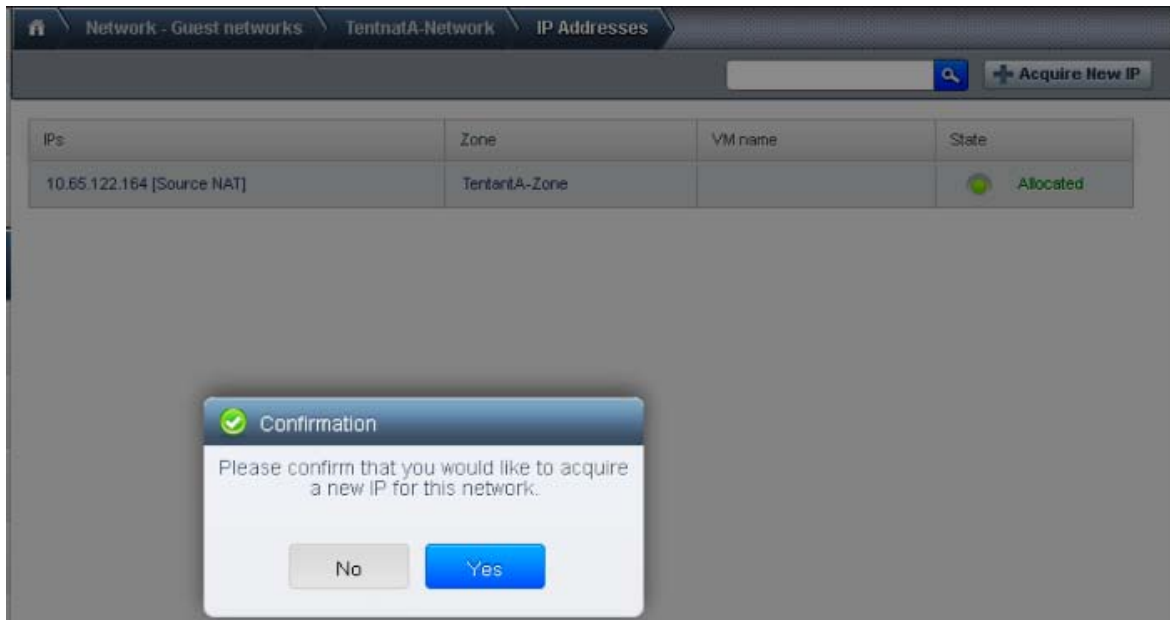 Network - Guest networks TentnatA-Network IP Addresses
Acquire New IP
IPs Zone VM name State
10.65.122.164 [Source NAT] TentantA-Zone Allocated
Confirmation
Please confirm that you would like to acquire
a new IP for this network.
No Yes